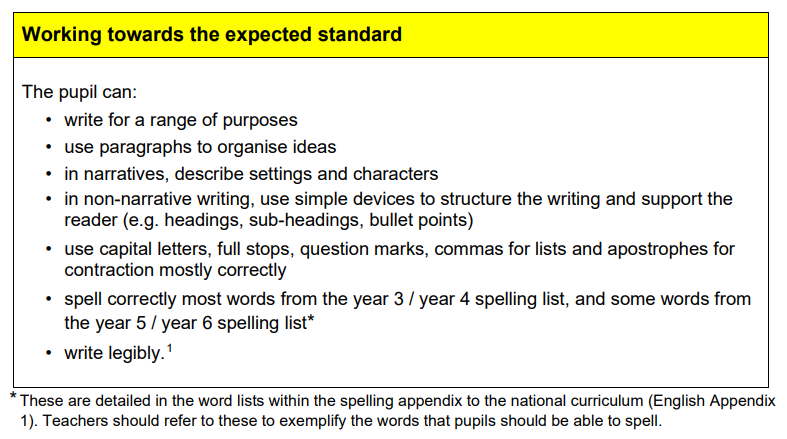 Working towards the expected standard
The pupil can:
• write for a range of purposes
• use paragraphs to organise ideas
• in narratives, describe settings and characters
• in non-narrative writing, use simple devices to structure the writing and support the
reader (e.g. headings, sub-headings, bullet points)
• use capital letters, full stops, question marks, commas for lists and apostrophes for
contraction mostly correctly
• spell correctly most words from the year 3 / year 4 spelling list, and some words from
the year 5 / year 6 spelling list*
• write legibly.¹
* These are detailed in the word lists within the spelling appendix to the national curriculum (English Appendix
1). Teachers should refer to these to exemplify the words that pupils should be able to spell.